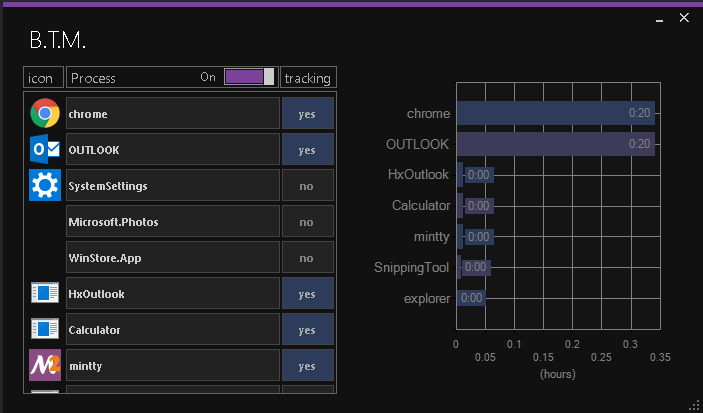 B.T.M.
icon Process On tracking
chrome yes
OUTLOOK yes
SystemSettings no
Microsoft.Photos no
WinStore.App no
HxOutlook yes
Calculator yes
mintty yes
chrome 0:20
OUTLOOK 0:20
HxOutlook 0:00
Calculator 0:00
mintty 0:00
SnippingTool 0:00
explorer 0:00
0 0.1 0.2 0.3
0.05 0.15 0.25 0.35
(hours)